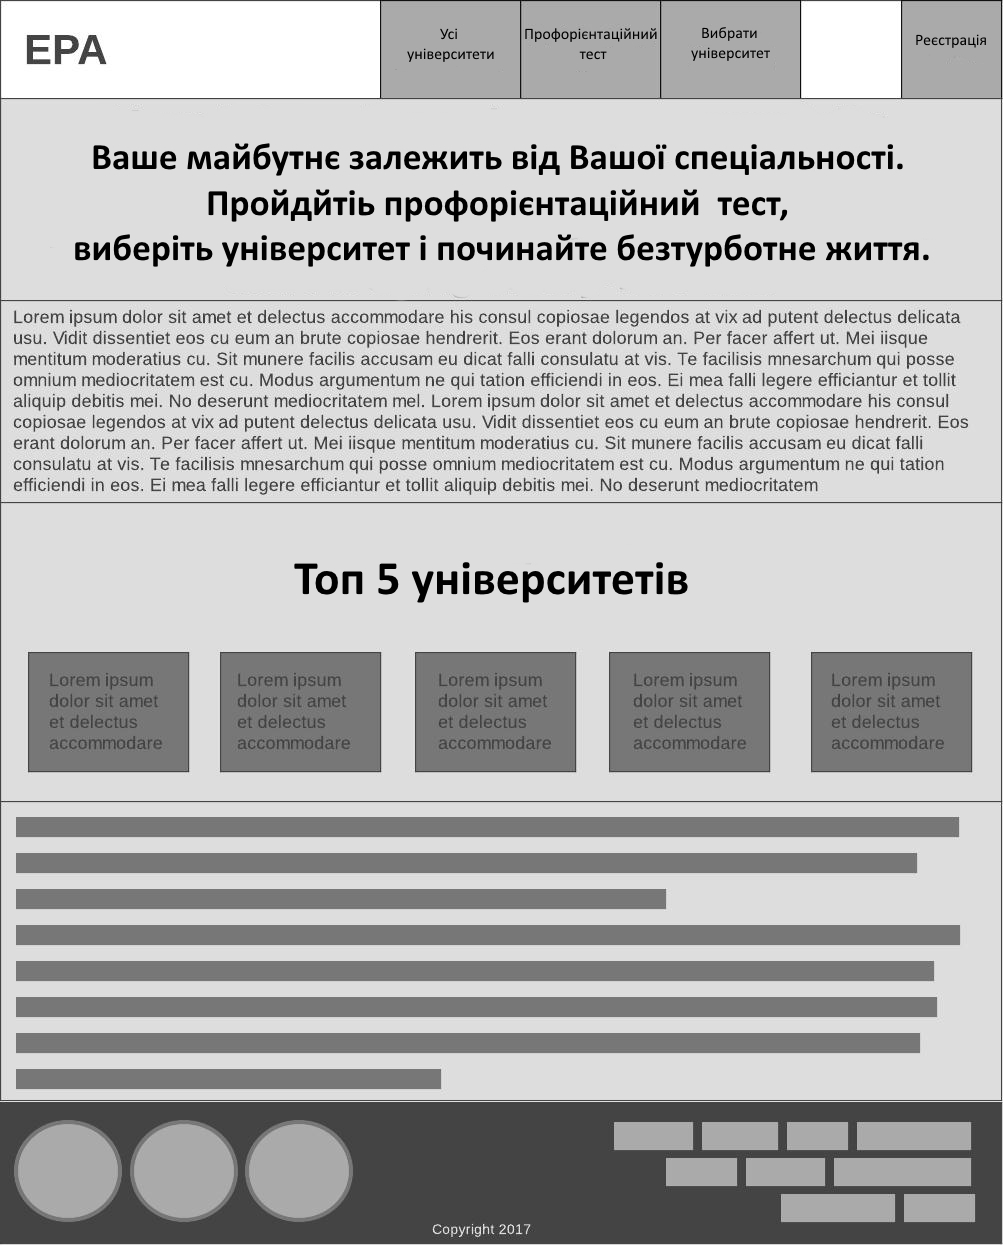 EPA
Усі
університети
Профорієнтаційний
тест
Вибрати
університет
Реєстрація
Ваше майбутнє залежить від Вашої спеціальності.
Пройдйтіь профорієнтаційний тест,
виберіть університет і починайте безтурботне життя.
Lorem ipsum dolor sit amet et delectus accommodare his consul copiosae legendos at vix ad putent delectus delicata
usu. Vidit dissentiet eos cu eum an brute copiosae hendrerit. Eos erant dolorum an. Per facer affert ut. Mei iisque
mentitum moderatius cu. Sit munere facilis accusam eu dicat falli consulatu at vis. Te facilisis mnesarchum qui posse
omnium mediocritatem est cu. Modus argumentum ne qui tation efficiendi in eos. Ei mea falli legere efficiantur et tollit
aliquip debitis mei. No deserunt mediocritatem mel. Lorem ipsum dolor sit amet et delectus accommodare his consul
copiosae legendos at vix ad putent delectus delicata usu. Vidit dissentiet eos cu eum an brute copiosae hendrerit. Eos
erant dolorum an. Per facer affert ut. Mei iisque mentitum moderatius cu. Sit munere facilis accusam eu dicat falli
consulatu at vis. Te facilisis mnesarchum qui posse omnium mediocritatem est cu. Modus argumentum ne qui tation
efficiendi in eos. Ei mea falli legere efficiantur et tollit aliquip debitis mei. No deserunt mediocritatem
Топ 5 університетів
Lorem ipsum
dolor sit amet
et delectus
accommodare
Lorem ipsum
dolor sit amet
et delectus
accommodare
Lorem ipsum
dolor sit amet
et delectus
accommodare
Lorem ipsum
dolor sit amet
et delectus
accommodare
Lorem ipsum
dolor sit amet
et delectus
accommodare
Copyright 2017